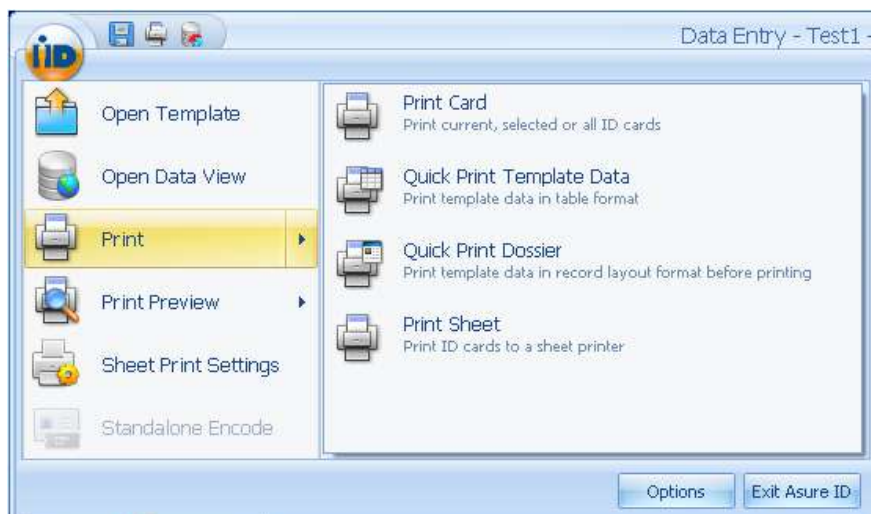 iID
Data Entry - Test1 -
Open Template
Open Data View
Print
Print Preview
Sheet Print Settings
Standalone Encode
Print Card
Print current, selected or all ID cards
Quick Print Template Data
Print template data in table format
Quick Print Dossier
Print template data in record layout format before printing
Print Sheet
Print ID cards to a sheet printer
Options
Exit Asure ID